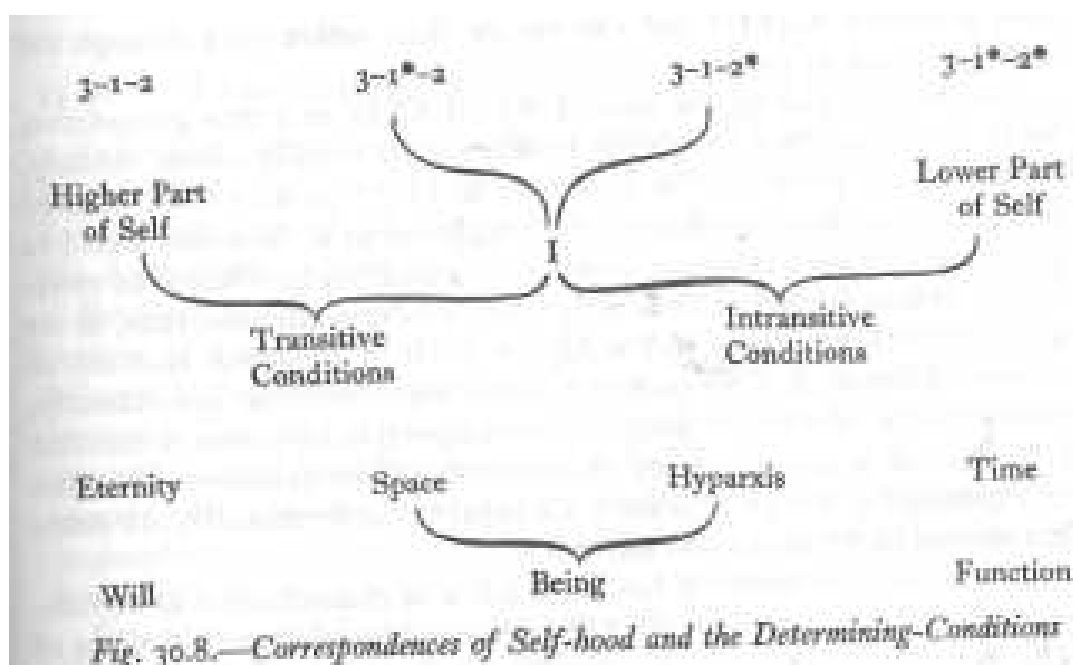 3-1-2 3-1*-2 3-1-2* 3-1*-2*
Higher Part
of Self
Lower Part
of Self
I
Transitive
Conditions
Intransitive
Conditions
Eternity Space Hyparxis Time
Will Being Function
Fig. 30.8.—Correspondences of Self-hood and the Determining-Conditions